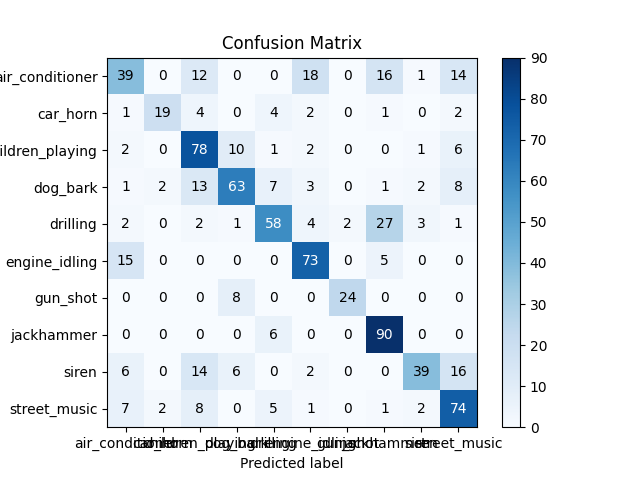 Confusion Matrix
air_conditioner 39 0 12 0 0 18 0 16 1 14
car_horn 1 19 4 0 4 2 0 1 0 2
ildren_playing 2 0 78 10 1 2 0 0 1 6
dog_bark 1 2 13 63 7 3 0 1 2 8
drilling 2 0 2 1 58 4 2 27 3 1
engine_idling 15 0 0 0 0 73 0 5 0 0
gun_shot 0 0 0 8 0 0 24 0 0 0
jackhammer 0 0 0 0 6 0 0 90 0 0
siren 6 0 14 6 0 2 0 0 39 16
street_music 7 2 8 0 5 1 0 1 2 74
90
80
70
60
50
40
30
20
10
0
Predicted label